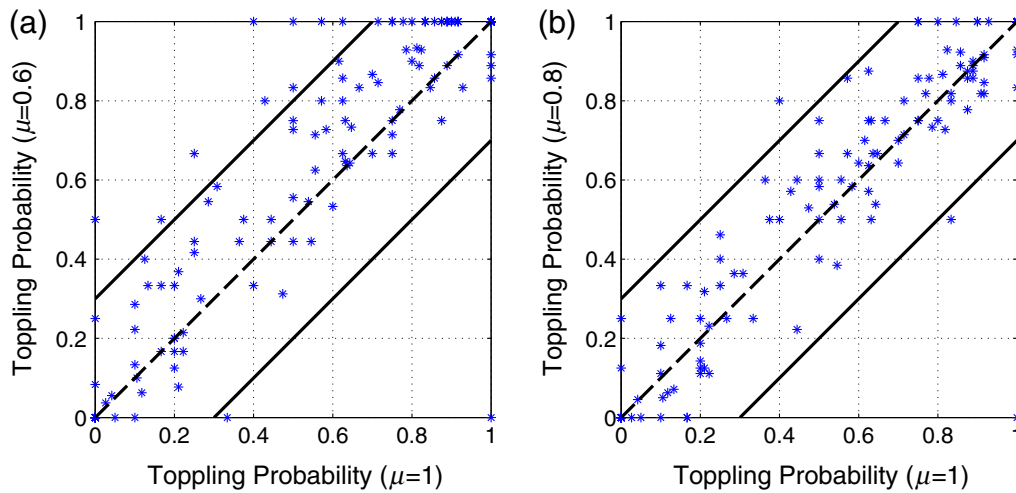 (a)
1
0.8
0.6
0.4
0.2
0
0 0.2 0.4 0.6 0.8 1
Toppling Probability (μ=0.6)
Toppling Probability (μ=1)
(b)
1
0.8
0.6
0.4
0.2
0
0 0.2 0.4 0.6 0.8 1
Toppling Probability (μ=0.8)
Toppling Probability (μ=1)